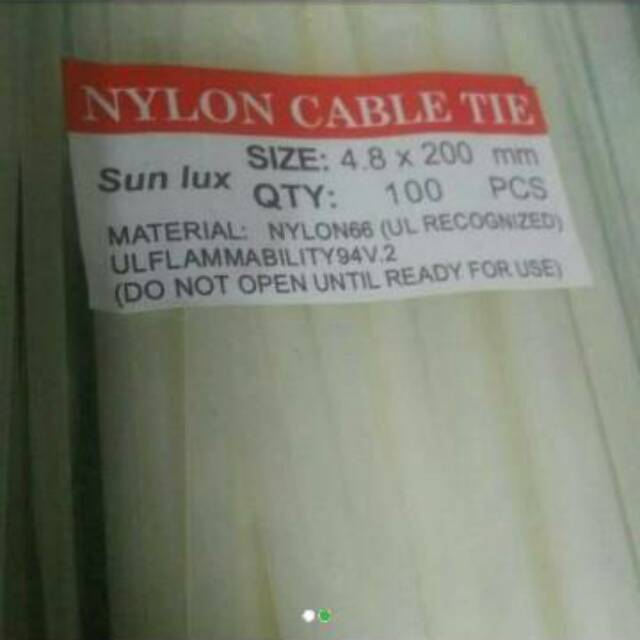 NYLON CABLE TIE
Sun lux
SIZE: 4.8 x 200 mm
QTY: 100 PCS
MATERIAL: NYLON66 (UL RECOGNIZED)
ULFLAMMABILITY94V.2
(DO NOT OPEN UNTIL READY FOR USE)